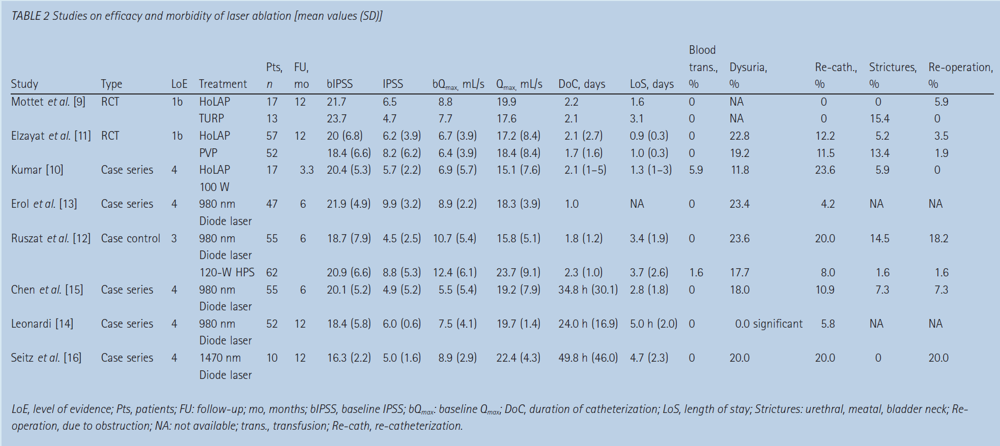 TABLE 2 Studies on efficacy and morbidity of laser ablation [mean values (SD)]
Blood
Pts, FU, trans., Dysuria, Re-cath., Strictures, Re-operation,
Study Type LoE Treatment n mo bIPSS IPSS bQmax, mL/s Qmax, mL/s DoC, days LoS, days % % % % %
Mottet et al. [9] RCT 1b HoLAP 17 12 21.7 6.5 8.8 19.9 2.2 1.6 0 NA 0 0 5.9
TURP 13 23.7 4.7 7.7 17.6 2.1 3.1 0 NA 0 15.4 0
Elzayat et al. [11] RCT 1b HoLAP 57 12 20 (6.8) 6.2 (3.9) 6.7 (3.9) 17.2 (8.4) 2.1 (2.7) 0.9 (0.3) 0 22.8 12.2 5.2 3.5
PVP 52 18.4 (6.6) 8.2 (6.2) 6.4 (3.9) 18.4 (8.4) 1.7 (1.6) 1.0 (0.3) 0 19.2 11.5 13.4 1.9
Kumar [10] Case series 4 HoLAP 17 3.3 20.4 (5.3) 5.7 (2.2) 6.9 (5.7) 15.1 (7.6) 2.1 (1–5) 1.3 (1–3) 5.9 11.8 23.6 5.9 0
100 W
Erol et al. [13] Case series 4 980 nm 47 6 21.9 (4.9) 9.9 (3.2) 8.9 (2.2) 18.3 (3.9) 1.0 NA 0 23.4 4.2 NA NA
Diode laser
Ruszat et al. [12] Case control 3 980 nm 55 6 18.7 (7.9) 4.5 (2.5) 10.7 (5.4) 15.8 (5.1) 1.8 (1.2) 3.4 (1.9) 0 23.6 20.0 14.5 18.2
Diode laser
120-W HPS 62 20.9 (6.6) 8.8 (5.3) 12.4 (6.1) 23.7 (9.1) 2.3 (1.0) 3.7 (2.6) 1.6 17.7 8.0 1.6 1.6
Chen et al. [15] Case series 4 980 nm 55 6 20.1 (5.2) 4.9 (5.2) 5.5 (5.4) 19.2 (7.9) 34.8 h (30.1) 2.8 (1.8) 0 18.0 10.9 7.3 7.3
Diode laser
Leonardi [14] Case series 4 980 nm 52 12 18.4 (5.8) 6.0 (0.6) 7.5 (4.1) 19.7 (1.4) 24.0 h (16.9) 5.0 h (2.0) 0 0.0 significant 5.8 NA NA
Diode laser
Seitz et al. [16] Case series 4 1470 nm 10 12 16.3 (2.2) 5.0 (1.6) 8.9 (2.9) 22.4 (4.3) 49.8 h (46.0) 4.7 (2.3) 0 20.0 20.0 0 20.0
Diode laser
LoE, level of evidence; Pts, patients; FU: follow-up; mo, months; bIPSS, baseline IPSS; bQmax: baseline Qmax; DoC, duration of catheterization; LoS, length of stay; Strictures: urethral, meatal, bladder neck; Re-
operation, due to obstruction; NA: not available; trans., transfusion; Re-cath, re-catheterization.